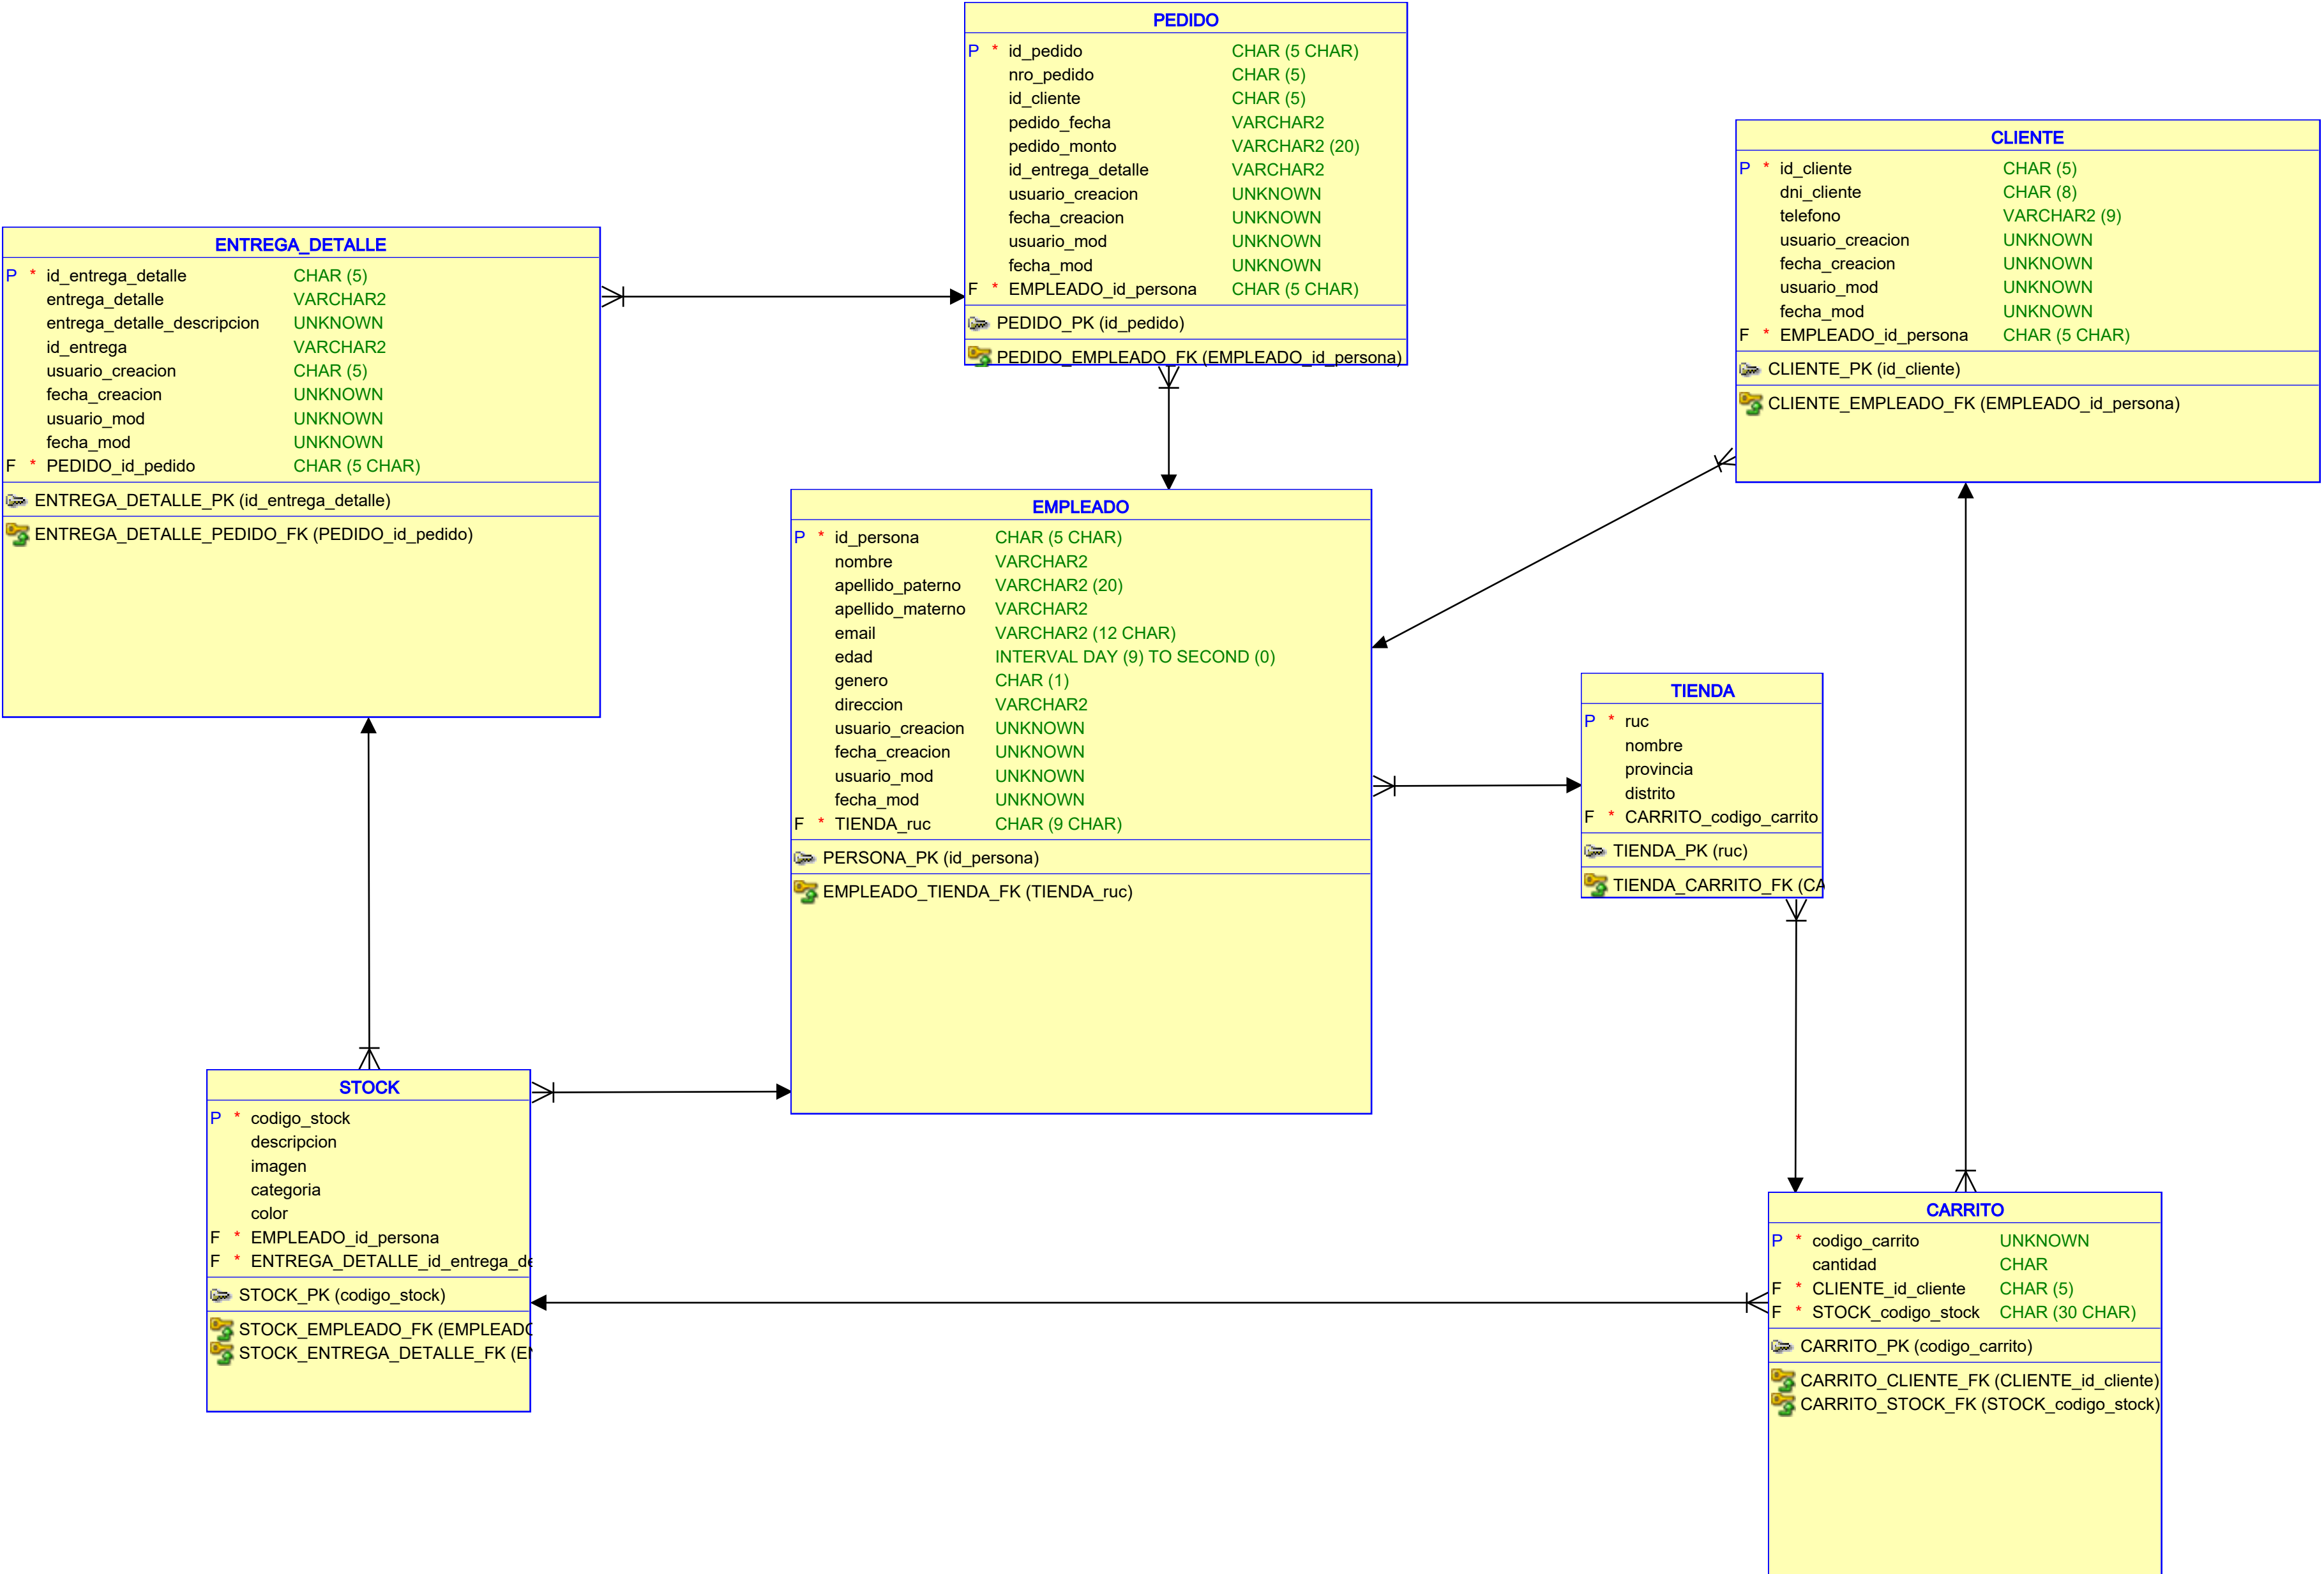 PEDIDO
P * id_pedido CHAR (5 CHAR)
nro_pedido CHAR (5)
id_cliente CHAR (5)
pedido_fecha VARCHAR2
pedido_monto VARCHAR2 (20)
id_entrega_detalle VARCHAR2
usuario_creacion UNKNOWN
fecha_creacion UNKNOWN
usuario_mod UNKNOWN
fecha_mod UNKNOWN
F * EMPLEADO_id_persona CHAR (5 CHAR)
PEDIDO_PK (id_pedido)
PEDIDO_EMPLEADO_FK (EMPLEADO_id_persona)
CLIENTE
P * id_cliente CHAR (5)
dni_cliente CHAR (8)
telefono VARCHAR2 (9)
usuario_creacion UNKNOWN
fecha_creacion UNKNOWN
usuario_mod UNKNOWN
fecha_mod UNKNOWN
F * EMPLEADO_id_persona CHAR (5 CHAR)
CLIENTE_PK (id_cliente)
CLIENTE_EMPLEADO_FK (EMPLEADO_id_persona)
ENTREGA_DETALLE
P * id_entrega_detalle CHAR (5)
entrega_detalle VARCHAR2
entrega_detalle_descripcion UNKNOWN
id_entrega VARCHAR2
usuario_creacion CHAR (5)
fecha_creacion UNKNOWN
usuario_mod UNKNOWN
fecha_mod UNKNOWN
F * PEDIDO_id_pedido CHAR (5 CHAR)
ENTREGA_DETALLE_PK (id_entrega_detalle)
ENTREGA_DETALLE_PEDIDO_FK (PEDIDO_id_pedido)
EMPLEADO
P * id_persona CHAR (5 CHAR)
nombre VARCHAR2
apellido_paterno VARCHAR2 (20)
apellido_materno VARCHAR2
email VARCHAR2 (12 CHAR)
edad INTERVAL DAY (9) TO SECOND (0)
genero CHAR (1)
direccion VARCHAR2
usuario_creacion UNKNOWN
fecha_creacion UNKNOWN
usuario_mod UNKNOWN
fecha_mod UNKNOWN
F * TIENDA_ruc CHAR (9 CHAR)
PERSONA_PK (id_persona)
EMPLEADO_TIENDA_FK (TIENDA_ruc)
TIENDA
P * ruc
nombre
provincia
distrito
F * CARRITO_codigo_carrito
TIENDA_PK (ruc)
TIENDA_CARRITO_FK (CA
STOCK
P * codigo_stock
descripcion
imagen
categoria
color
F * EMPLEADO_id_persona
F * ENTREGA_DETALLE_id_entrega_de
STOCK_PK (codigo_stock)
STOCK_EMPLEADO_FK (EMPLEADO
STOCK_ENTREGA_DETALLE_FK (EN
CARRITO
P * codigo_carrito UNKNOWN
cantidad CHAR
F * CLIENTE_id_cliente CHAR (5)
F * STOCK_codigo_stock CHAR (30 CHAR)
CARRITO_PK (codigo_carrito)
CARRITO_CLIENTE_FK (CLIENTE_id_cliente)
CARRITO_STOCK_FK (STOCK_codigo_stock)